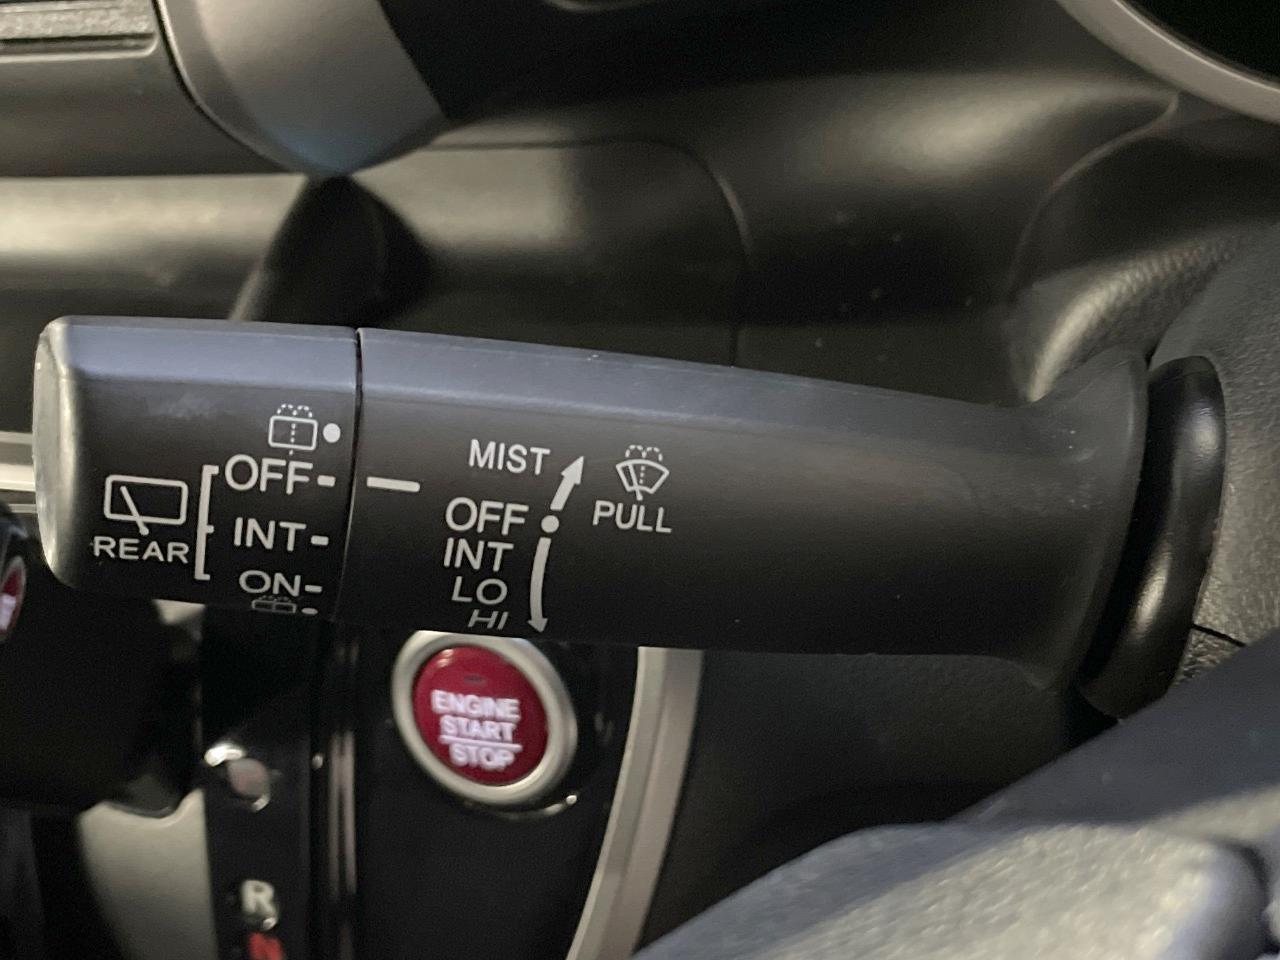 OFF
INT
ON
REAR
MIST
OFF
INT
LO
HI
PULL
ENGINE
START
STOP
R